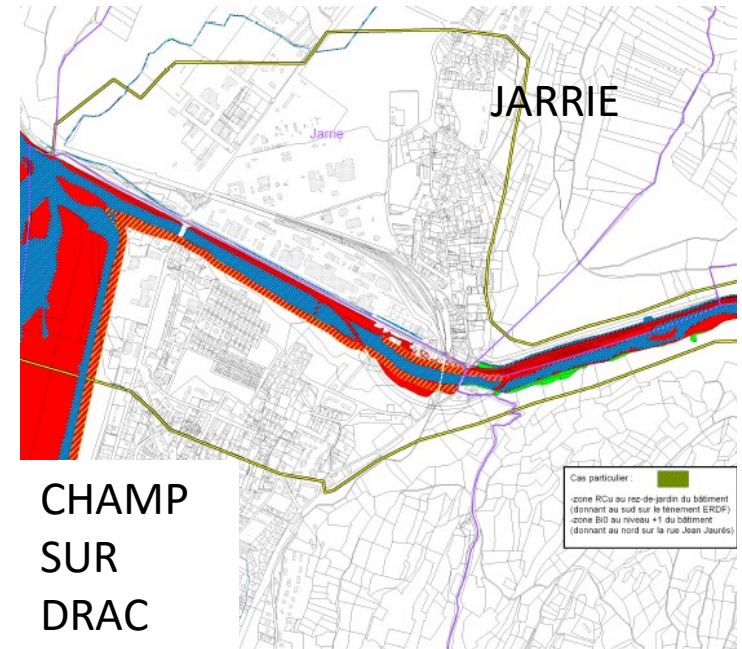 JARRIE
Jarrie
Cas particulier :
-zone RCu au rez-de-jardin du bâtiment
(donnant au sud sur le tènement ERDF)
-zone Bi0 au niveau +1 du bâtiment
(donnant au nord sur la rue Jean Jaurés)
CHAMP
SUR
DRAC